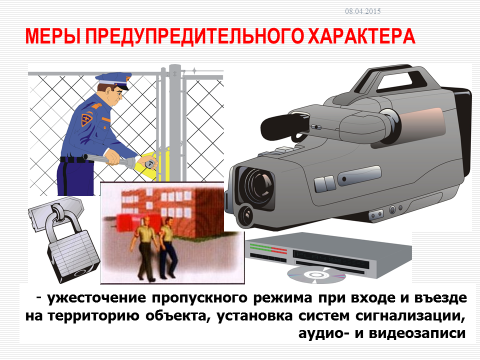 08.04.2015
МЕРЫ ПРЕДУПРЕДИТЕЛЬНОГО ХАРАКТЕРА
- ужесточение пропускного режима при входе и въезде
на территорию объекта, установка систем сигнализации,
аудио- и видеозаписи